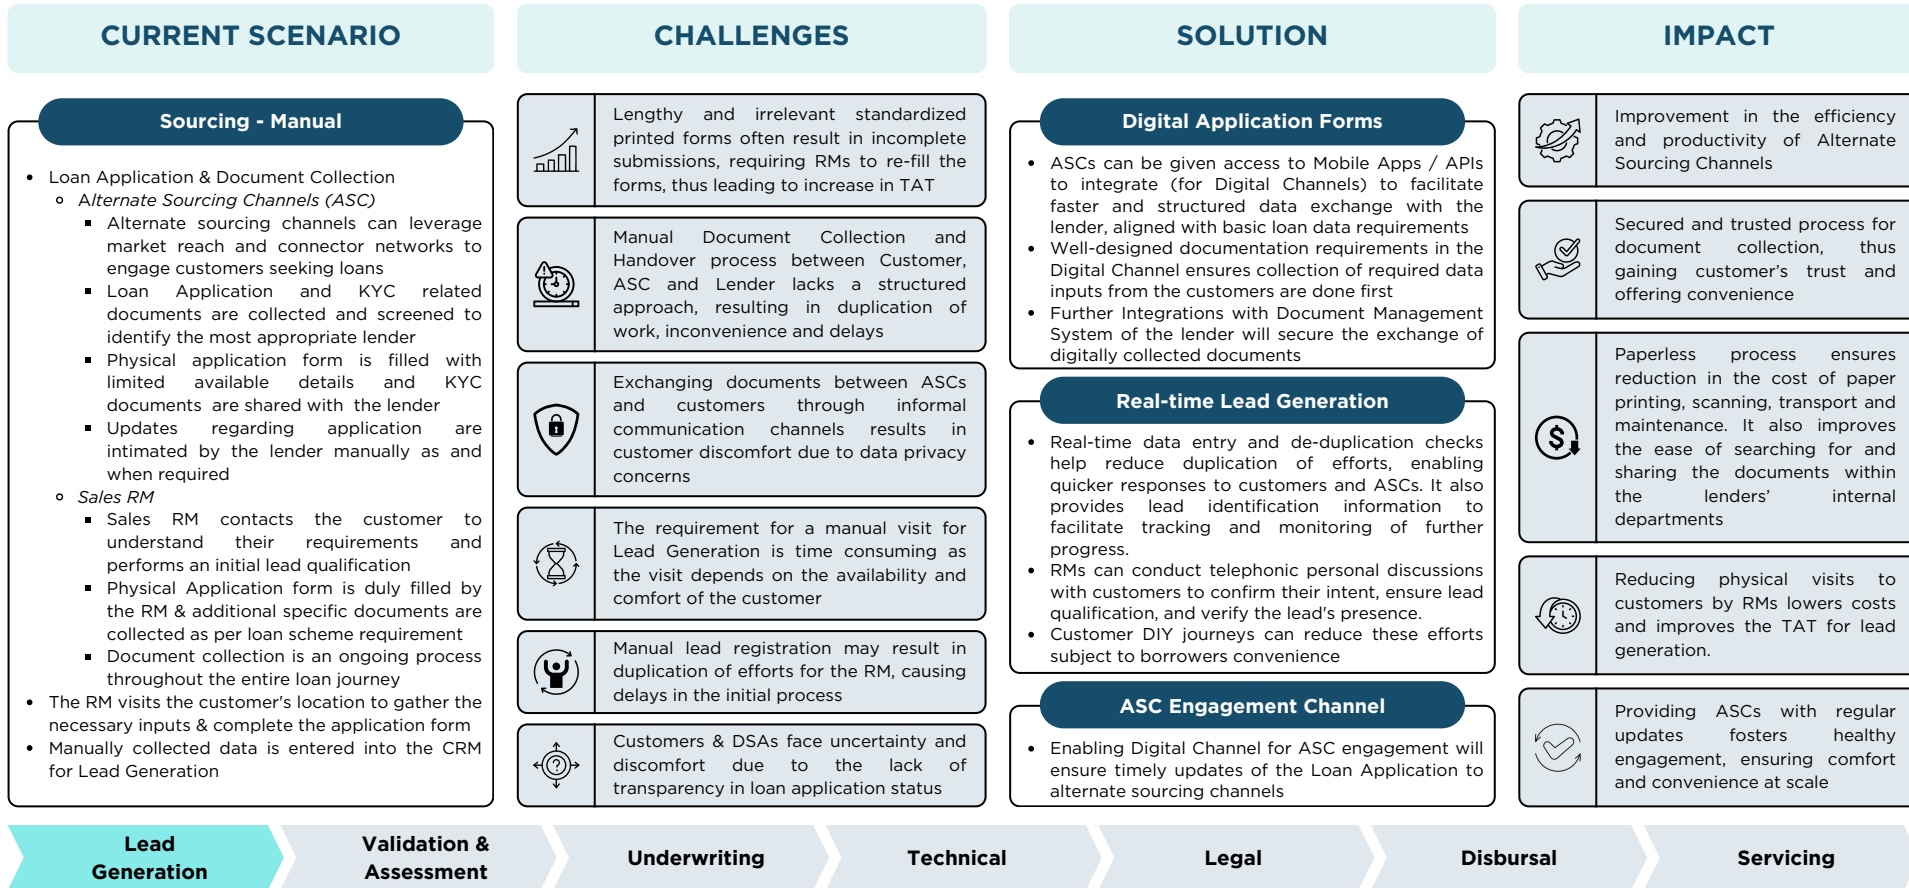 CURRENT SCENARIO
Sourcing - Manual
Loan Application & Document Collection
Alternate Sourcing Channels (ASC)
Alternate sourcing channels can leverage
market reach and connector networks to
engage customers seeking loans
Loan Application and KYC related
documents are collected and screened to
identify the most appropriate lender
Physical application form is filled with
limited available details and KYC
documents are shared with the lender
Updates regarding application are
intimated by the lender manually as and
when required
Sales RM
Sales RM contacts the customer to
understand their requirements and
performs an initial lead qualification
Physical Application form is duly filled by
the RM & additional specific documents are
collected as per loan scheme requirement
Document collection is an ongoing process
throughout the entire loan journey
The RM visits the customer's location to gather the
necessary inputs & complete the application form
Manually collected data is entered into the CRM
for Lead Generation
CHALLENGES
Lengthy and irrelevant standardized
printed forms often result in incomplete
submissions, requiring RMs to re-fill the
forms, thus leading to increase in TAT
Manual Document Collection and
Handover process between Customer,
ASC and Lender lacks a structured
approach, resulting in duplication of
work, inconvenience and delays
Exchanging documents between ASCs
and customers through informal
communication channels results in
customer discomfort due to data privacy
concerns
The requirement for a manual visit for
Lead Generation is time consuming as
the visit depends on the availability and
comfort of the customer
Manual lead registration may result in
duplication of efforts for the RM, causing
delays in the initial process
Customers & DSAs face uncertainty and
discomfort due to the lack of
transparency in loan application status
SOLUTION
Digital Application Forms
ASCs can be given access to Mobile Apps / APIs
to integrate (for Digital Channels) to facilitate
faster and structured data exchange with the
lender, aligned with basic loan data requirements
Well-designed documentation requirements in the
Digital Channel ensures collection of required data
inputs from the customers are done first
Further Integrations with Document Management
System of the lender will secure the exchange of
digitally collected documents
Real-time Lead Generation
Real-time data entry and de-duplication checks
help reduce duplication of efforts, enabling
quicker responses to customers and ASCs. It also
provides lead identification information to
facilitate tracking and monitoring of further
progress.
RMs can conduct telephonic personal discussions
with customers to confirm their intent, ensure lead
qualification, and verify the lead's presence.
Customer DIY journeys can reduce these efforts
subject to borrowers convenience
ASC Engagement Channel
Enabling Digital Channel for ASC engagement will
ensure timely updates of the Loan Application to
alternate sourcing channels
IMPACT
Improvement in the efficiency
and productivity of Alternate
Sourcing Channels
Secured and trusted process for
document collection, thus
gaining customer's trust and
offering convenience
Paperless process ensures
reduction in the cost of paper
printing, scanning, transport and
maintenance. It also improves
the ease of searching for and
sharing the documents within
the lenders' internal
departments
Reducing physical visits to
customers by RMs lowers costs
and improves the TAT for lead
generation.
Providing ASCs with regular
updates fosters healthy
engagement, ensuring comfort
and convenience at scale
Lead
Generation
Validation &
Assessment
Underwriting
Technical
Legal
Disbursal
Servicing